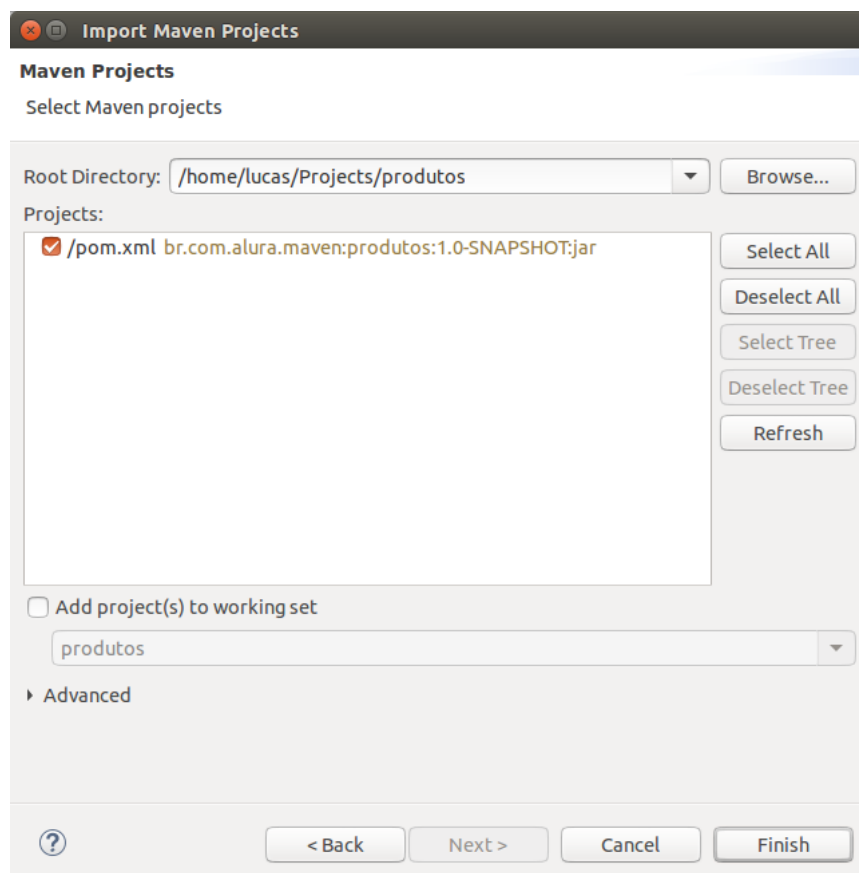 Import Maven Projects
Maven Projects
Select Maven projects
Root Directory: /home/lucas/Projects/produtos Browse...
Projects:
/pom.xml br.com.alura.maven:produtos:1.0-SNAPSHOT:jar
Select All
Deselect All
Select Tree
Deselect Tree
Refresh
Add project(s) to working set
produtos
Advanced
? < Back Next > Cancel Finish